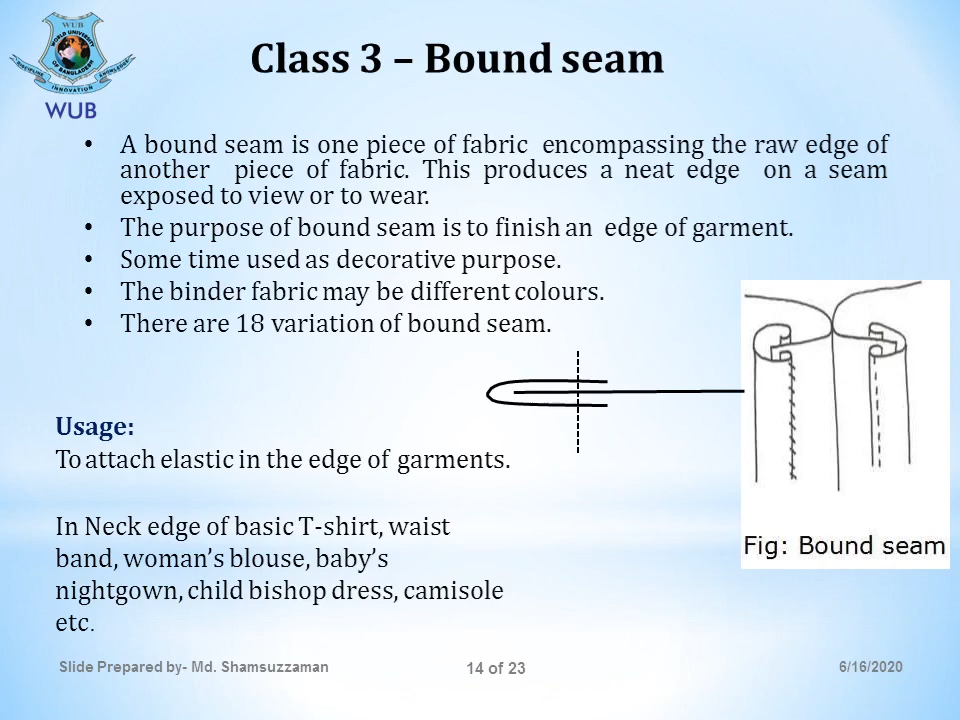 WUB
WORLD UNIVERSITY
OF BANGLADESH
DISCIPLINE
KNOWLEDGE
INNOVATION
WUB
Class 3 – Bound seam
• A bound seam is one piece of fabric encompassing the raw edge of
another piece of fabric. This produces a neat edge on a seam
exposed to view or to wear.
• The purpose of bound seam is to finish an edge of garment.
• Some time used as decorative purpose.
• The binder fabric may be different colours.
• There are 18 variation of bound seam.
Usage:
To attach elastic in the edge of garments.
In Neck edge of basic T-shirt, waist
band, woman’s blouse, baby’s
nightgown, child bishop dress, camisole
etc.
Fig: Bound seam
Slide Prepared by- Md. Shamsuzzaman
14 of 23
6/16/2020